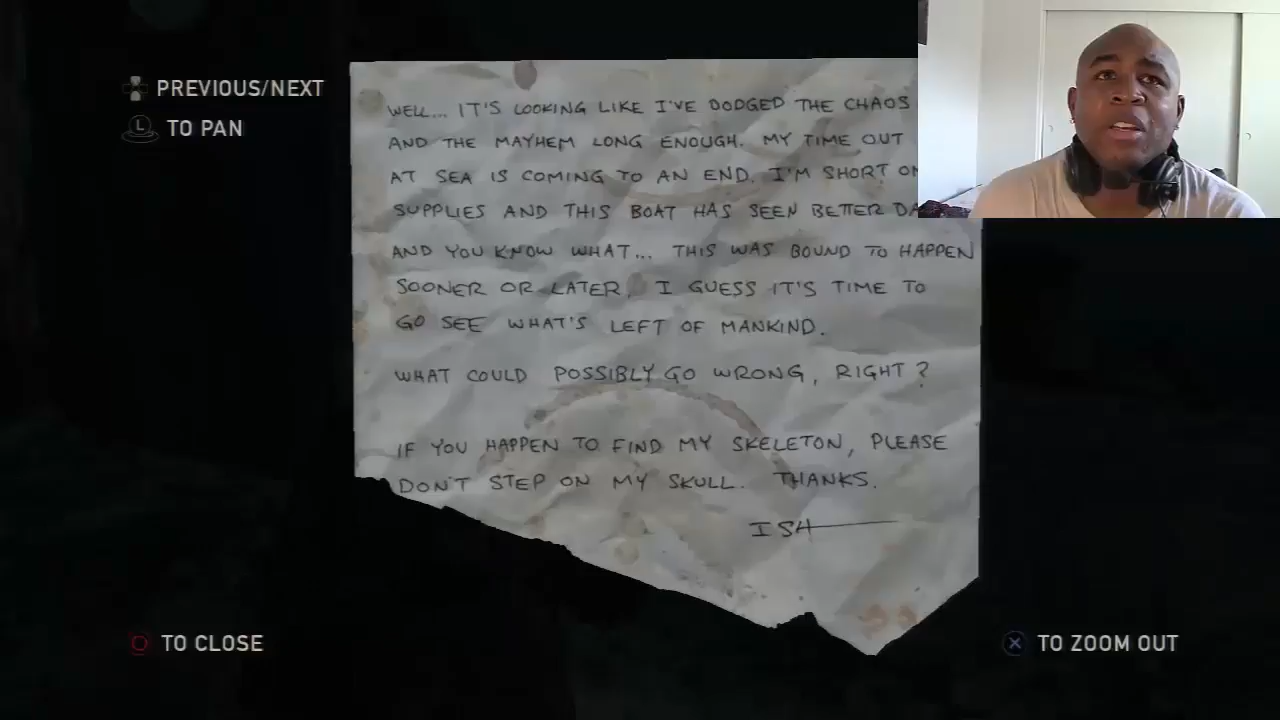 PREVIOUS/NEXT
L TO PAN
WELL... IT'S LOOKING LIKE I'VE DODGED THE CHAOS
AND THE MAYHEM LONG ENOUGH. MY TIME OUT
AT SEA IS COMING TO AN END. I'M SHORT ON
SUPPLIES AND THIS BOAT HAS SEEN BETTER
AND YOU KNOW WHAT... THIS WAS BOUND TO HAPPEN
SOONER OR LATER. I GUESS IT'S TIME TO
GO SEE WHAT'S LEFT OF MANKIND.
WHAT COULD POSSIBLY GO WRONG, RIGHT?
IF YOU HAPPEN TO FIND MY SKELETON, PLEASE
DON'T STEP ON MY SKULL. THANKS.
ISH
TO CLOSE
TO ZOOM OUT